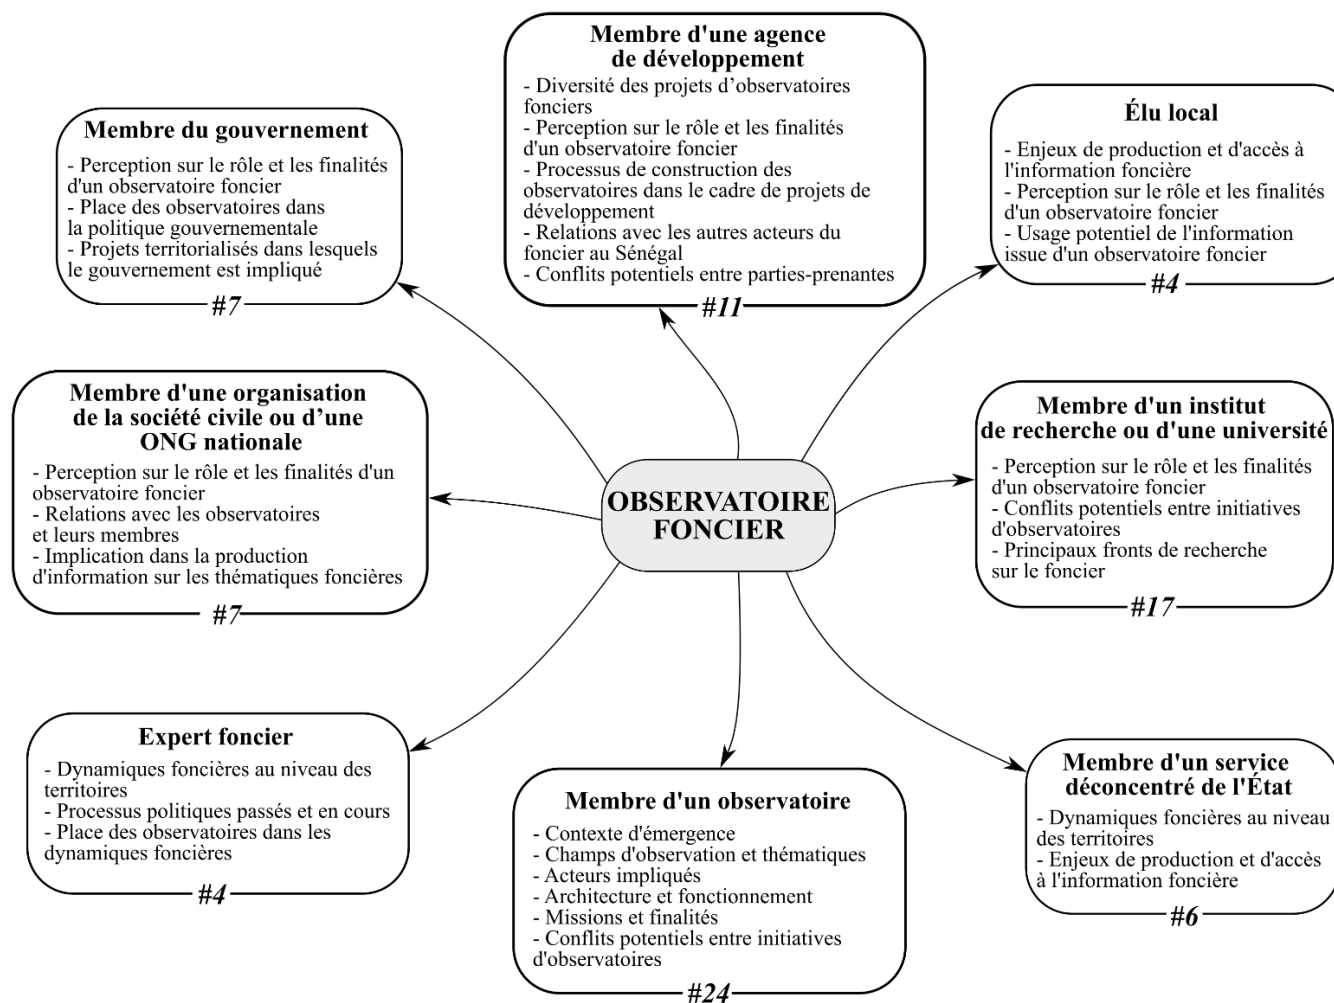 Membre d'une agence
de développement
- Diversité des projets d’observatoires
fonciers
- Perception sur le rôle et les finalités
d'un observatoire foncier
- Processus de construction des
observatoires dans le cadre de projets de
développement
- Relations avec les autres acteurs du
foncier au Sénégal
- Conflits potentiels entre parties-prenantes
#11
Membre du gouvernement
- Perception sur le rôle et les finalités
d'un observatoire foncier
- Place des observatoires dans
la politique gouvernementale
- Projets territorialisés dans lesquels
le gouvernement est impliqué
#7
Élu local
- Enjeux de production et d'accès à
l'information foncière
- Perception sur le rôle et les finalités
d'un observatoire foncier
- Usage potentiel de l'information
issue d'un observatoire foncier
#4
Membre d'une organisation
de la société civile ou d’une
ONG nationale
- Perception sur le rôle et les finalités d'un
observatoire foncier
- Relations avec les observatoires
et leurs membres
- Implication dans la production
d'information sur les thématiques foncières
#7
OBSERVATOIRE
FONCIER
Membre d'un institut
de recherche ou d'une université
- Perception sur le rôle et les finalités
d'un observatoire foncier
- Conflits potentiels entre initiatives
d'observatoires
- Principaux fronts de recherche
sur le foncier
#17
Expert foncier
- Dynamiques foncières au niveau des
territoires
- Processus politiques passés et en cours
- Place des observatoires dans les
dynamiques foncières
#4
Membre d'un observatoire
- Contexte d'émergence
- Champs d'observation et thématiques
- Acteurs impliqués
- Architecture et fonctionnement
- Missions et finalités
- Conflits potentiels entre initiatives
d'observatoires
#24
Membre d'un service
déconcentré de l'État
- Dynamiques foncières au niveau
des territoires
- Enjeux de production et d'accès
à l'information foncière
#6